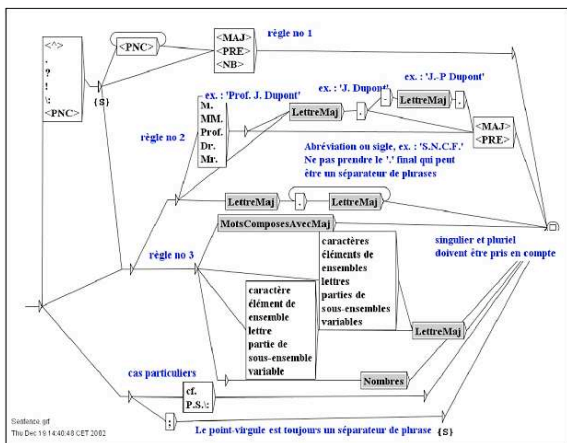 <^>
.
?
!
\:
<PNC>
{S}
<PNC>
<MAJ>
<PRE>
<NB>
règle no 1
ex. : 'Prof. J. Dupont'
ex. : 'J. Dupont'
ex. : 'J.-P Dupont'
règle no 2
M.
MM.
Prof.
Dr.
Mr.
LettreMaj
.
-
LettreMaj
.
<MAJ>
<PRE>
Abréviation ou sigle, ex. : 'S.N.C.F.'
Ne pas prendre le '.' final qui peut
être un séparateur de phrases
LettreMaj
.
LettreMaj
MotsComposesAvecMaj
règle no 3
caractères
éléments de
ensembles
lettres
parties de
sous-ensembles
variables
singulier et pluriel
doivent être pris en compte
caractère
élément de
ensemble
lettre
partie de
sous-ensemble
variable
LettreMaj
Nombres
cas particuliers
cf.
P.S.\:
;
Le point-virgule est toujours un séparateur de phrase
{S}
Sentence.grf
Thu Dec 19 14:40:48 CET 2002